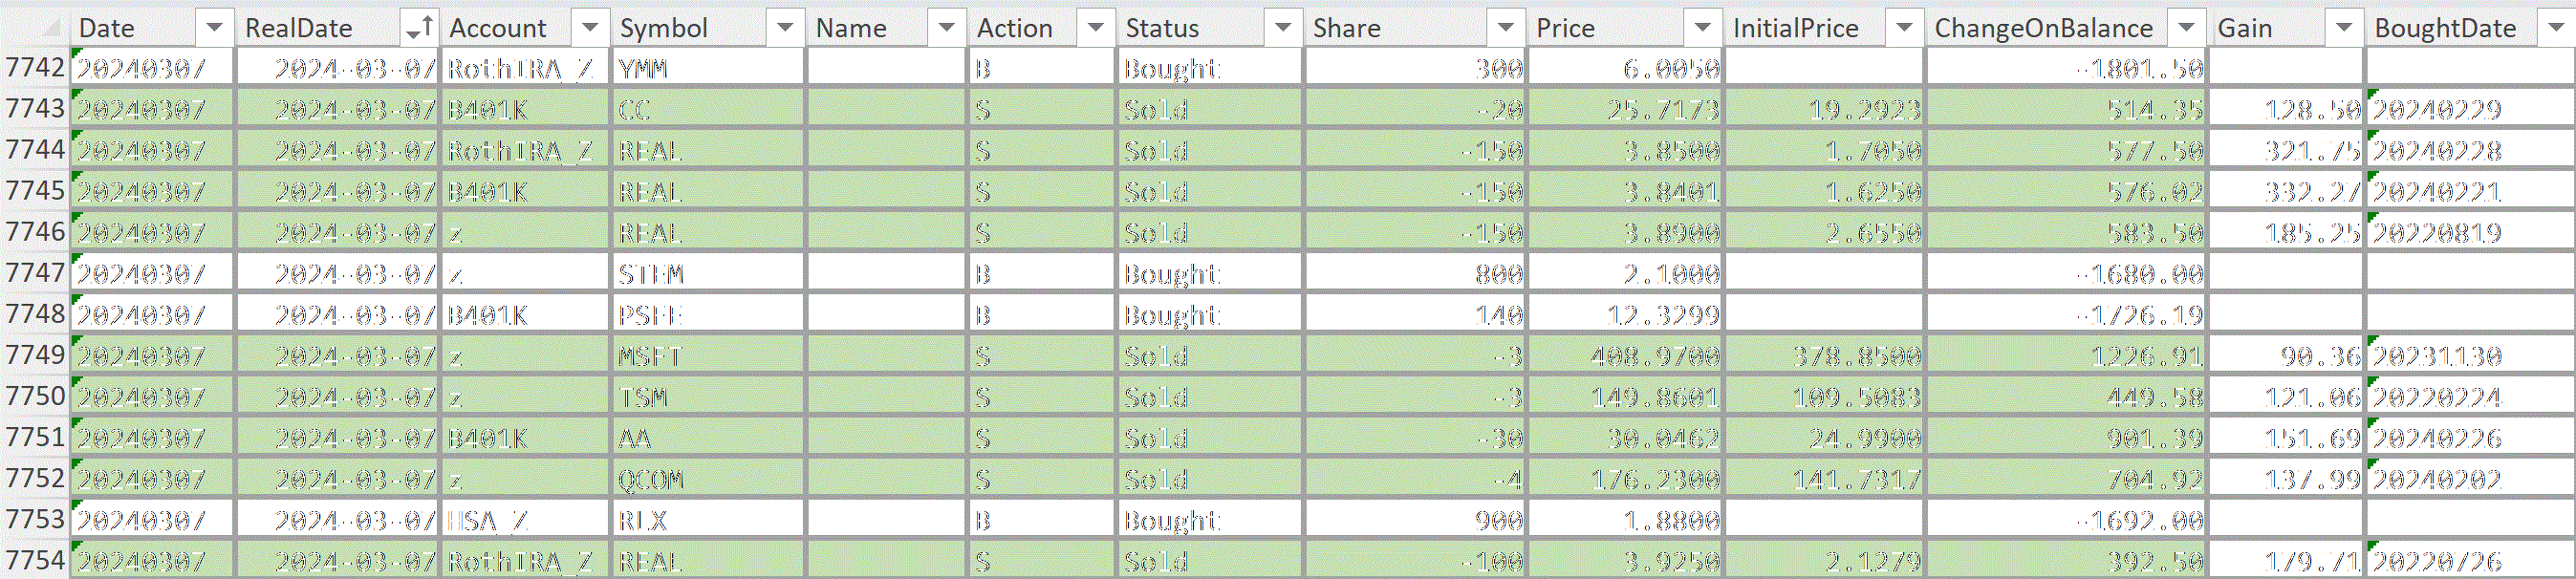 Date RealDate Account Symbol Name Action Status Share Price InitialPrice ChangeOnBalance Gain BoughtDate
7742 20240307 2024-03-07 RothIRA_Z YMM B Bought 300 6.0050 -1801.50
7743 20240307 2024-03-07 B401K CC S Sold -20 25.7173 19.2923 514.35 128.50 20240229
7744 20240307 2024-03-07 RothIRA_Z REAL S Sold -150 3.8500 1.7050 577.50 321.75 20240228
7745 20240307 2024-03-07 B401K REAL S Sold -150 3.8401 1.6250 576.02 332.27 20240221
7746 20240307 2024-03-07 z REAL S Sold -150 3.8900 2.6550 583.50 185.25 20220819
7747 20240307 2024-03-07 z STEM B Bought 800 2.1000 -1680.00
7748 20240307 2024-03-07 B401K PSFE B Bought 140 12.3299 -1726.19
7749 20240307 2024-03-07 z MSFT S Sold -3 408.9700 378.8500 1226.91 90.36 20231130
7750 20240307 2024-03-07 z TSM S Sold -3 149.8601 109.5083 449.58 121.06 20220224
7751 20240307 2024-03-07 B401K AA S Sold -30 30.0462 24.9900 901.39 151.69 20240226
7752 20240307 2024-03-07 z QCOM S Sold -4 176.2300 141.7317 704.92 137.99 20240202
7753 20240307 2024-03-07 HSA_Z RLX B Bought 900 1.8800 -1692.00
7754 20240307 2024-03-07 RothIRA_Z REAL S Sold -100 3.9250 2.1279 392.50 179.71 20220726